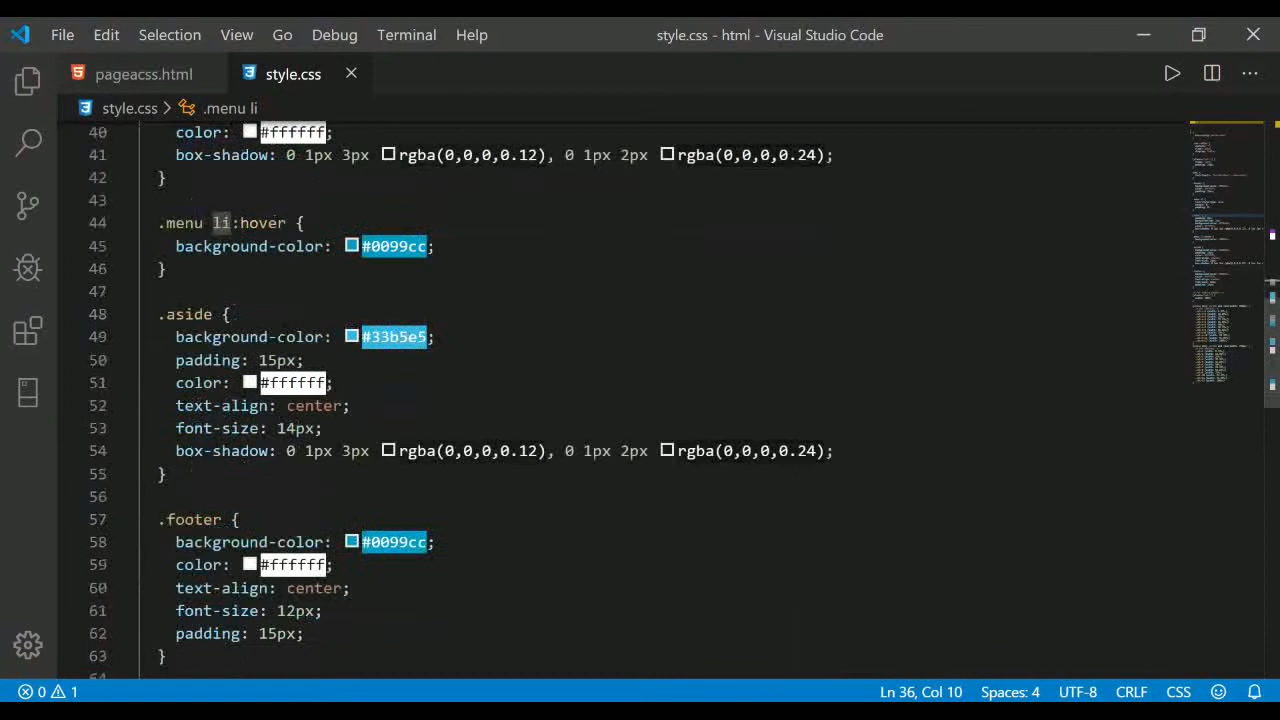 File Edit Selection View Go Debug Terminal Help style.css - html - Visual Studio Code
pageacss.html style.css
style.css > .menu li
40 color: #ffffff;
41 box-shadow: 0 1px 3px rgba(0,0,0,0.12), 0 1px 2px rgba(0,0,0,0.24);
42 }
43
44 .menu li:hover {
45 background-color: #0099cc;
46 }
47
48 .aside {
49 background-color: #33b5e5;
50 padding: 15px;
51 color: #ffffff;
52 text-align: center;
53 font-size: 14px;
54 box-shadow: 0 1px 3px rgba(0,0,0,0.12), 0 1px 2px rgba(0,0,0,0.24);
55 }
56
57 .footer {
58 background-color: #0099cc;
59 color: #ffffff;
60 text-align: center;
61 font-size: 12px;
62 padding: 15px;
63 }
0 1 Ln 36, Col 10 Spaces: 4 UTF-8 CRLF CSS